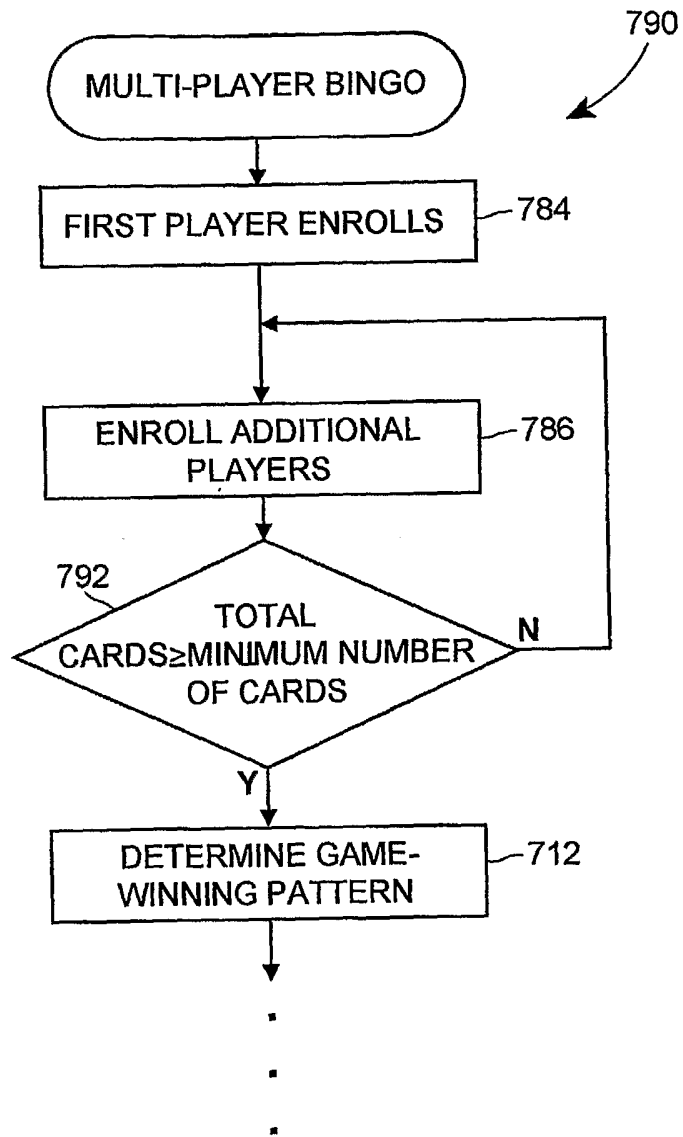 790
MULTI-PLAYER BINGO
FIRST PLAYER ENROLLS
784
ENROLL ADDITIONAL
PLAYERS
786
792
TOTAL
CARDS≥MINIMUM NUMBER
OF CARDS
N
Y
DETERMINE GAME-
WINNING PATTERN
712